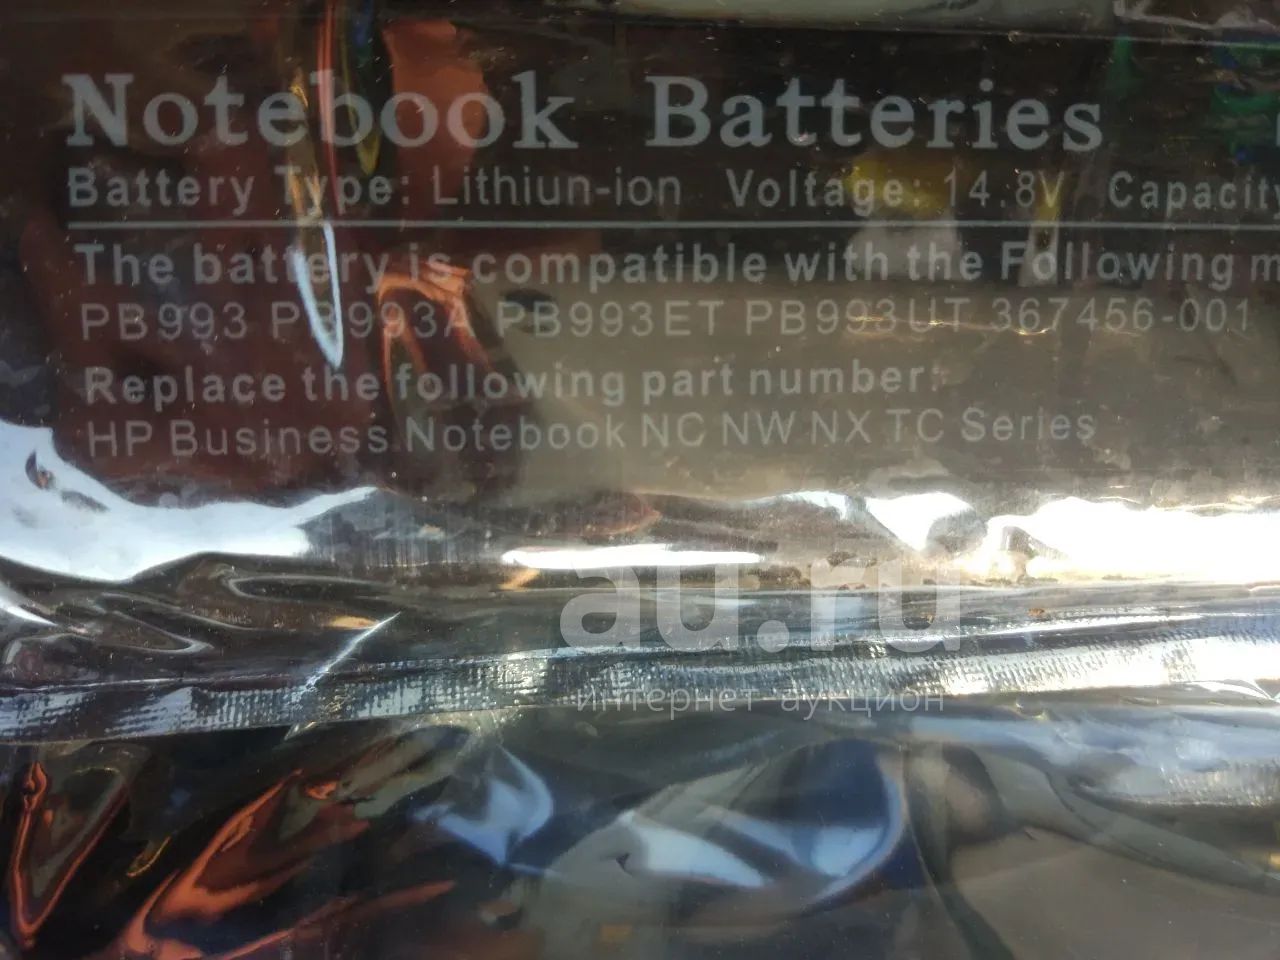 Notebook Batteries
Battery Type: Lithiun-ion Voltage: 14.8V Capacity
The battery is compatible with the Following
PB993 PB993A PB993ET PB993UT 367456-001
Replace the following part number:
HP Business Notebook NC NW NX TC Series
au.ru
интернет аукцион